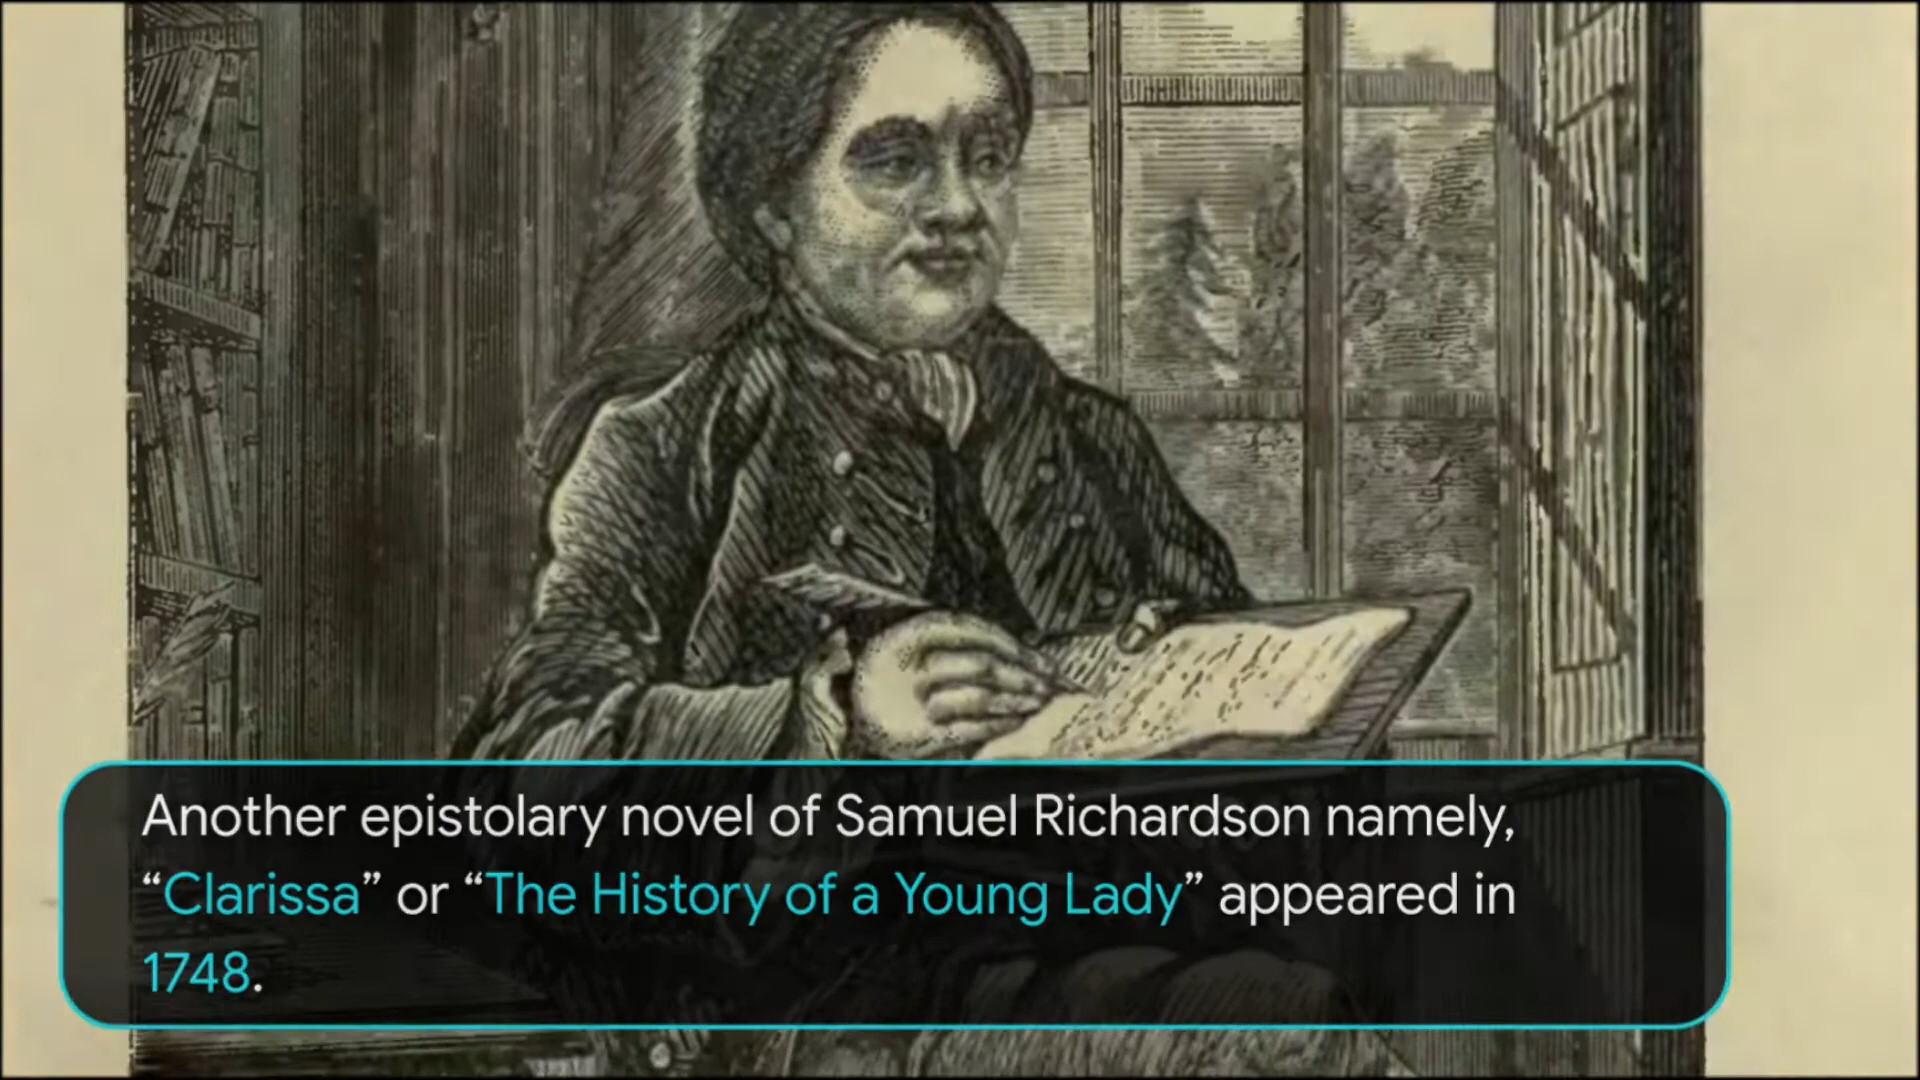 Another epistolary novel of Samuel Richardson namely,
“Clarissa” or “The History of a Young Lady” appeared in
1748.